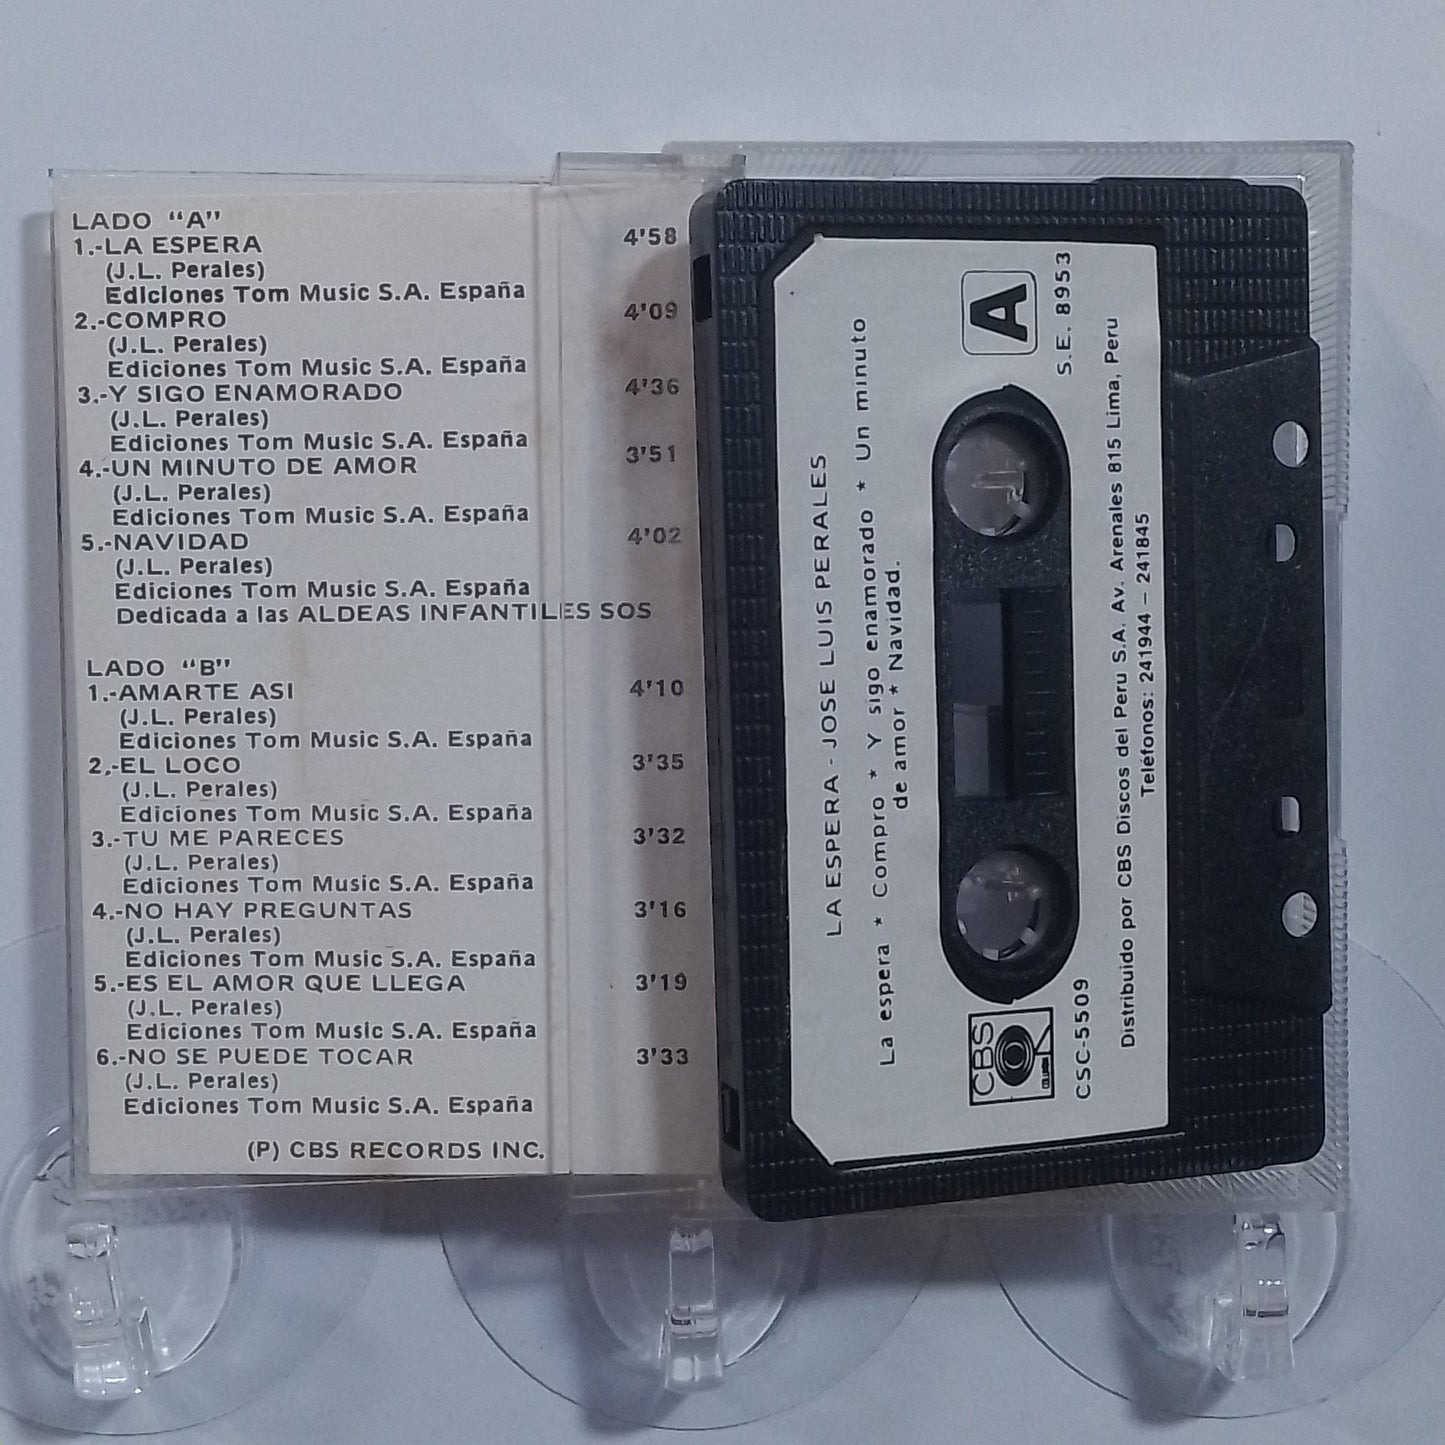 LADO "A"
1.-LA ESPERA 4'58
(J.L. Perales)
Ediciones Tom Music S.A. España
2.-COMPRO 4'09
(J.L. Perales)
Ediciones Tom Music S.A. España
3.-Y SIGO ENAMORADO 4'36
(J.L. Perales)
Ediciones Tom Music S.A. España
4.-UN MINUTO DE AMOR 3'51
(J.L. Perales)
Ediciones Tom Music S.A. España
5.-NAVIDAD 4'02
(J.L. Perales)
Ediciones Tom Music S.A. España
Dedicada a las ALDEAS INFANTILES SOS
LADO "B"
1.-AMARTE ASI 4'10
(J.L. Perales)
Ediciones Tom Music S.A. España
2.-EL LOCO 3'35
(J.L. Perales)
Ediciones Tom Music S.A. España
3.-TU ME PARECES 3'32
(J.L. Perales)
Ediciones Tom Music S.A. España
4.-NO HAY PREGUNTAS 3'16
(J.L. Perales)
Ediciones Tom Music S.A. España
5.-ES EL AMOR QUE LLEGA 3'19
(J.L. Perales)
Ediciones Tom Music S.A. España
6.-NO SE PUEDE TOCAR 3'33
(J.L. Perales)
Ediciones Tom Music S.A. España
(P) CBS RECORDS INC.
LA ESPERA - JOSE LUIS PERALES
La espera * Compro * Y sigo enamorado * Un minuto
de amor * Navidad.
CBS
COLUMBIA
A
CSC-5509
S.E. 8953
Distribuido por CBS Discos del Peru S.A. Av. Arenales 815 Lima, Peru
Teléfonos: 241944 – 241845